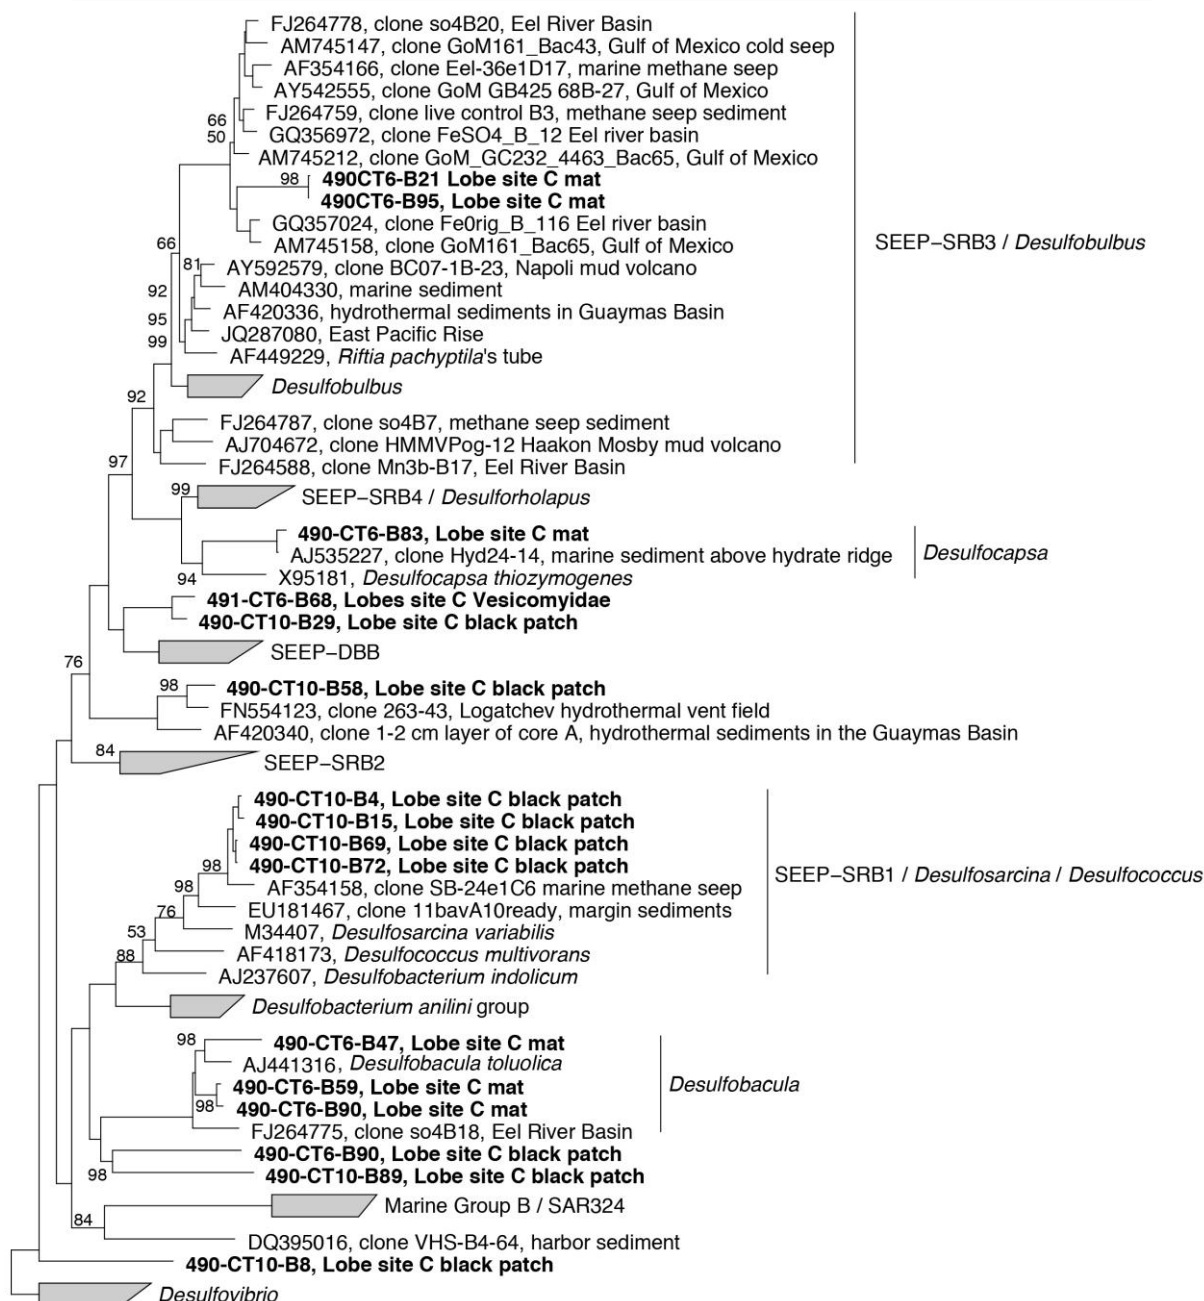 FJ264778, clone so4B20, Eel River Basin
AM745147, clone GoM161_Bac43, Gulf of Mexico cold seep
AF354166, clone Eel-36e1D17, marine methane seep
AY542555, clone GoM GB425 68B-27, Gulf of Mexico
66
FJ264759, clone live control B3, methane seep sediment
50
GQ356972, clone FeSO4_B_12 Eel river basin
AM745212, clone GoM_GC232_4463_Bac65, Gulf of Mexico
98
490CT6-B21 Lobe site C mat
490CT6-B95, Lobe site C mat
GQ357024, clone Fe0rig_B_116 Eel river basin
66
AM745158, clone GoM161_Bac65, Gulf of Mexico
SEEP–SRB3 / Desulfobulbus
81
AY592579, clone BC07-1B-23, Napoli mud volcano
92
AM404330, marine sediment
95
AF420336, hydrothermal sediments in Guaymas Basin
99
JQ287080, East Pacific Rise
AF449229, Riftia pachyptila's tube
Desulfobulbus
92
FJ264787, clone so4B7, methane seep sediment
AJ704672, clone HMMVPog-12 Haakon Mosby mud volcano
97
FJ264588, clone Mn3b-B17, Eel River Basin
99
SEEP–SRB4 / Desulforholapus
490-CT6-B83, Lobe site C mat
AJ535227, clone Hyd24-14, marine sediment above hydrate ridge
Desulfocapsa
94
X95181, Desulfocapsa thiozymogenes
491-CT6-B68, Lobes site C Vesicomyidae
490-CT10-B29, Lobe site C black patch
SEEP–DBB
76
98
490-CT10-B58, Lobe site C black patch
FN554123, clone 263-43, Logatchev hydrothermal vent field
AF420340, clone 1-2 cm layer of core A, hydrothermal sediments in the Guaymas Basin
84
SEEP–SRB2
490-CT10-B4, Lobe site C black patch
490-CT10-B15, Lobe site C black patch
490-CT10-B69, Lobe site C black patch
98
490-CT10-B72, Lobe site C black patch
SEEP–SRB1 / Desulfosarcina / Desulfococcus
98
AF354158, clone SB-24e1C6 marine methane seep
76
EU181467, clone 11bavA10ready, margin sediments
53
M34407, Desulfosarcina variabilis
88
AF418173, Desulfococcus multivorans
AJ237607, Desulfobacterium indolicum
Desulfobacterium anilini group
98
490-CT6-B47, Lobe site C mat
AJ441316, Desulfobacula toluolica
490-CT6-B59, Lobe site C mat
Desulfobacula
98
490-CT6-B90, Lobe site C mat
FJ264775, clone so4B18, Eel River Basin
490-CT6-B90, Lobe site C black patch
98
490-CT10-B89, Lobe site C black patch
Marine Group B / SAR324
84
DQ395016, clone VHS-B4-64, harbor sediment
490-CT10-B8, Lobe site C black patch
Desulfovibrio